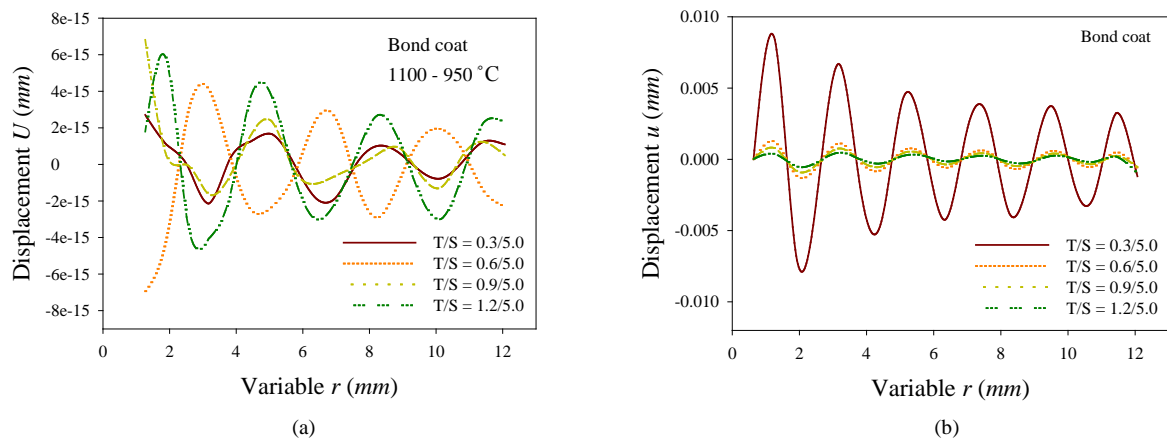 8e-15
6e-15
4e-15
2e-15
0
-2e-15
-4e-15
-6e-15
-8e-15
Displacement U (mm)
Bond coat
1100 - 950 °C
T/S = 0.3/5.0
T/S = 0.6/5.0
T/S = 0.9/5.0
T/S = 1.2/5.0
0 2 4 6 8 10 12
Variable r (mm)
(a)
0.010
0.005
0.000
-0.005
-0.010
Displacement u (mm)
Bond coat
T/S = 0.3/5.0
T/S = 0.6/5.0
T/S = 0.9/5.0
T/S = 1.2/5.0
0 2 4 6 8 10 12
Variable r (mm)
(b)